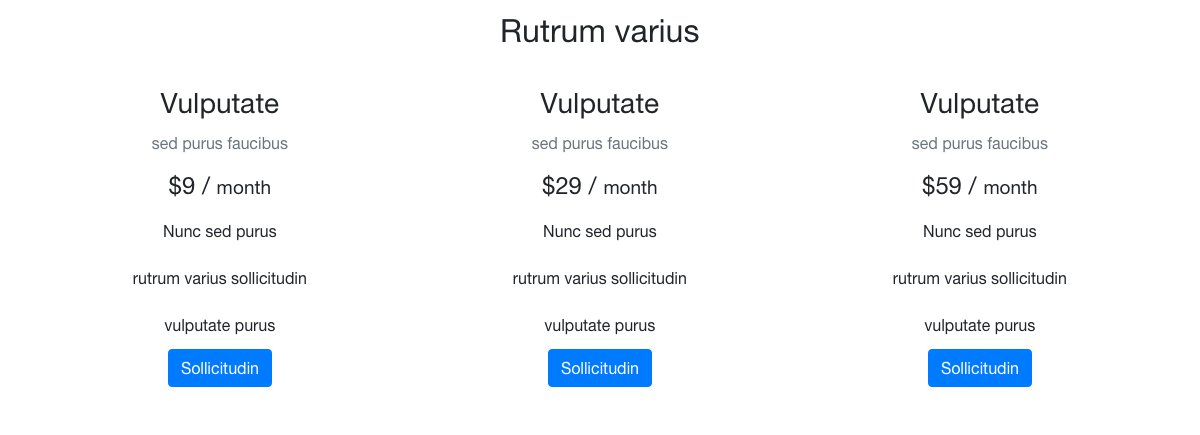 Rutrum varius
Vulputate
sed purus faucibus
$9 / month
Nunc sed purus
rutrum varius sollicitudin
vulputate purus
Sollicitudin
Vulputate
sed purus faucibus
$29 / month
Nunc sed purus
rutrum varius sollicitudin
vulputate purus
Sollicitudin
Vulputate
sed purus faucibus
$59 / month
Nunc sed purus
rutrum varius sollicitudin
vulputate purus
Sollicitudin